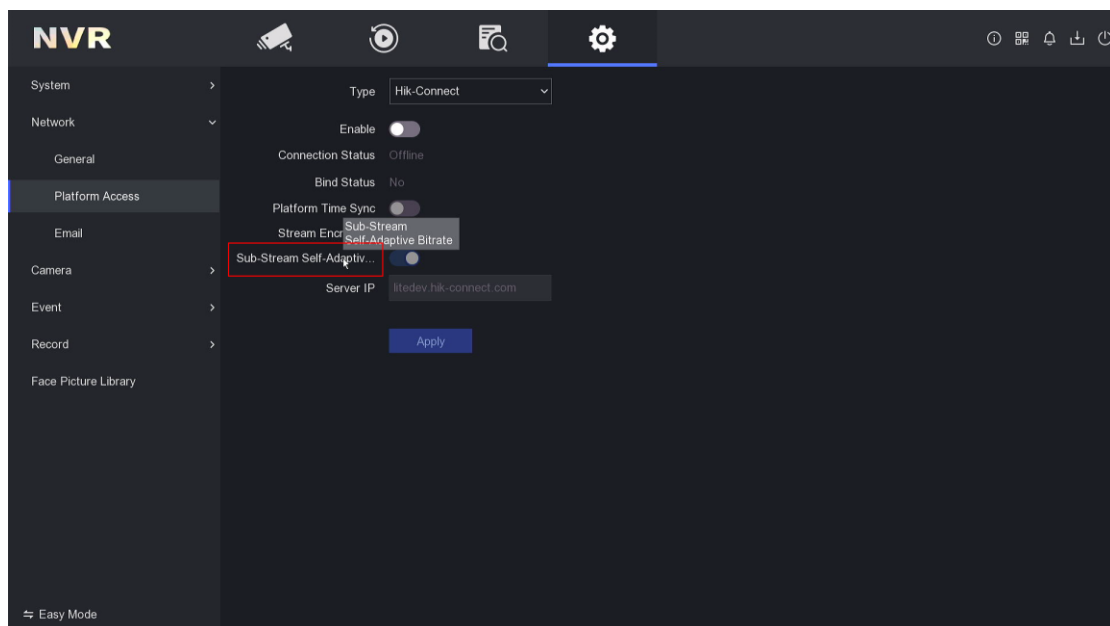 NVR
System
Network
General
Platform Access
Email
Camera
Event
Record
Face Picture Library
Easy Mode
Type Hik-Connect
Enable
Connection Status Offline
Bind Status No
Platform Time Sync
Stream Encr
Sub-Stream
Self-Adaptive Bitrate
Sub-Stream Self-Adaptiv...
Server IP litedev.hik-connect.com
Apply